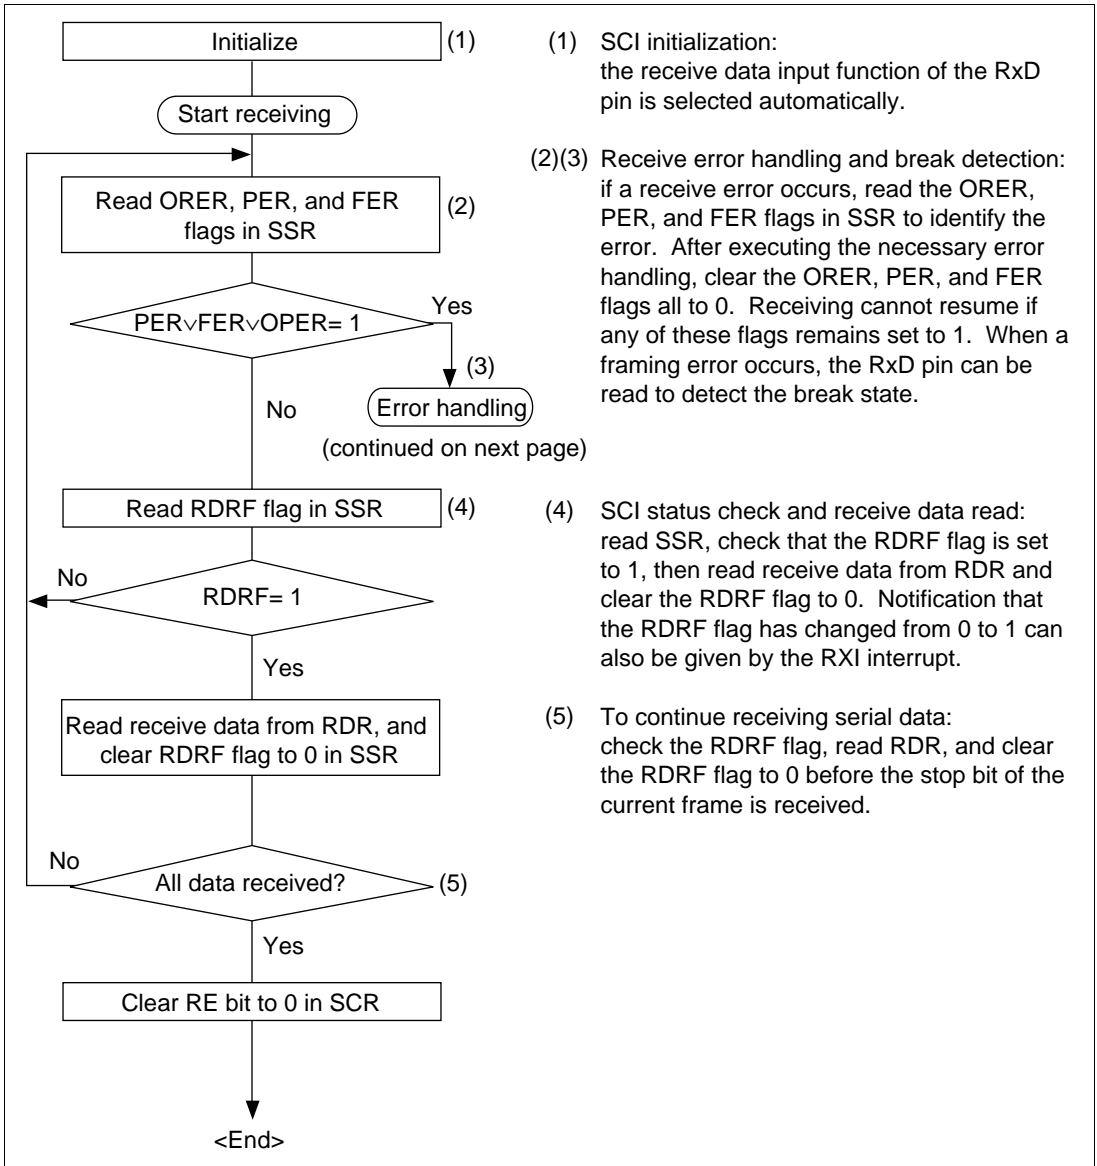 Initialize
(1)
Start receiving
Read ORER, PER, and FER
flags in SSR
(2)
PER∨FER∨OPER= 1
Yes
(3)
Error handling
(continued on next page)
No
Read RDRF flag in SSR
(4)
No
RDRF= 1
Yes
Read receive data from RDR, and
clear RDRF flag to 0 in SSR
No
All data received?
(5)
Yes
Clear RE bit to 0 in SCR
<End>
(1) SCI initialization:
the receive data input function of the RxD
pin is selected automatically.
(2)(3) Receive error handling and break detection:
if a receive error occurs, read the ORER,
PER, and FER flags in SSR to identify the
error. After executing the necessary error
handling, clear the ORER, PER, and FER
flags all to 0. Receiving cannot resume if
any of these flags remains set to 1. When a
framing error occurs, the RxD pin can be
read to detect the break state.
(4) SCI status check and receive data read:
read SSR, check that the RDRF flag is set
to 1, then read receive data from RDR and
clear the RDRF flag to 0. Notification that
the RDRF flag has changed from 0 to 1 can
also be given by the RXI interrupt.
(5) To continue receiving serial data:
check the RDRF flag, read RDR, and clear
the RDRF flag to 0 before the stop bit of the
current frame is received.